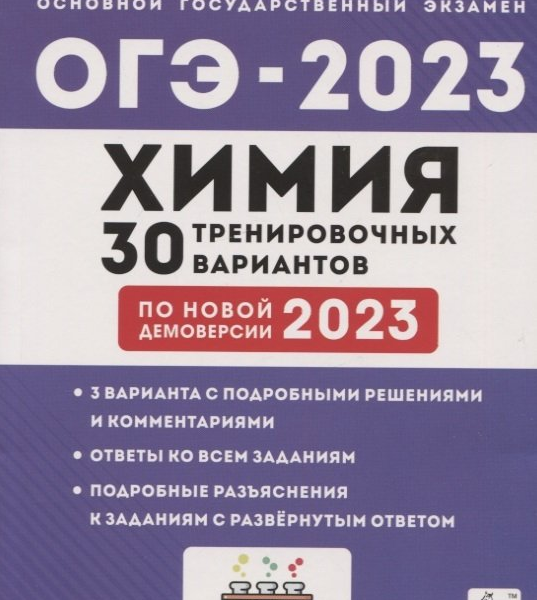 ОСНОВНОЙ ГОСУДАРСТВЕННЫЙ ЭКЗАМЕН
ОГЭ - 2023
ХИМИЯ
30 ТРЕНИРОВОЧНЫХ
ВАРИАНТОВ
ПО НОВОЙ
ДЕМОВЕРСИИ 2023
• 3 ВАРИАНТА С ПОДРОБНЫМИ РЕШЕНИЯМИ
И КОММЕНТАРИЯМИ
• ОТВЕТЫ КО ВСЕМ ЗАДАНИЯМ
• ПОДРОБНЫЕ РАЗЪЯСНЕНИЯ
К ЗАДАНИЯМ С РАЗВЁРНУТЫМ ОТВЕТОМ
TM